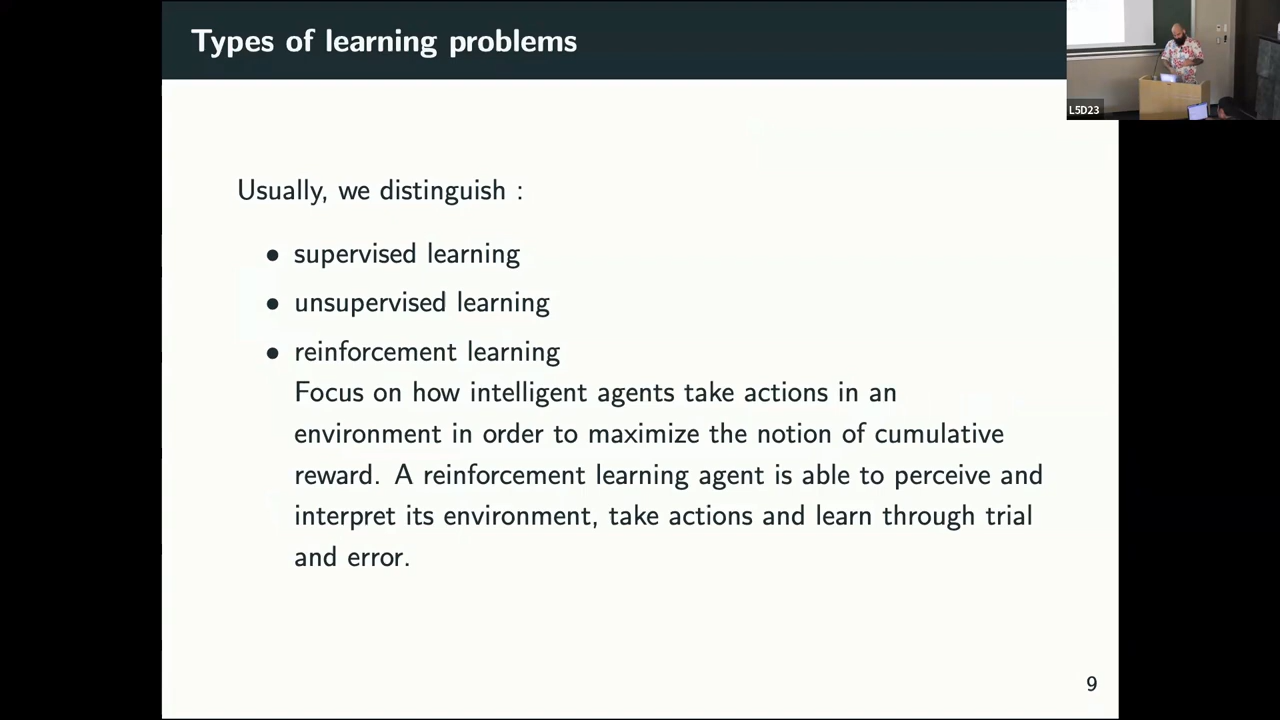 Types of learning problems
L5D23
Usually, we distinguish :
• supervised learning
• unsupervised learning
• reinforcement learning
Focus on how intelligent agents take actions in an
environment in order to maximize the notion of cumulative
reward. A reinforcement learning agent is able to perceive and
interpret its environment, take actions and learn through trial
and error.
9